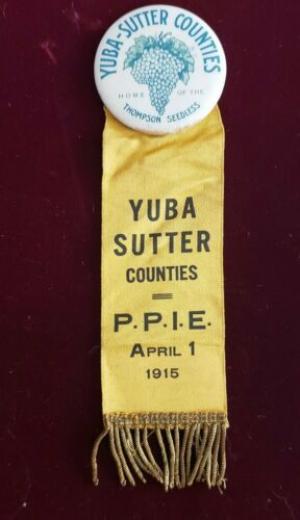 YUBA-SUTTER COUNTIES
HOME OF THE
THOMPSON SEEDLESS
YUBA
SUTTER
COUNTIES
P.P.I.E.
APRIL 1
1915